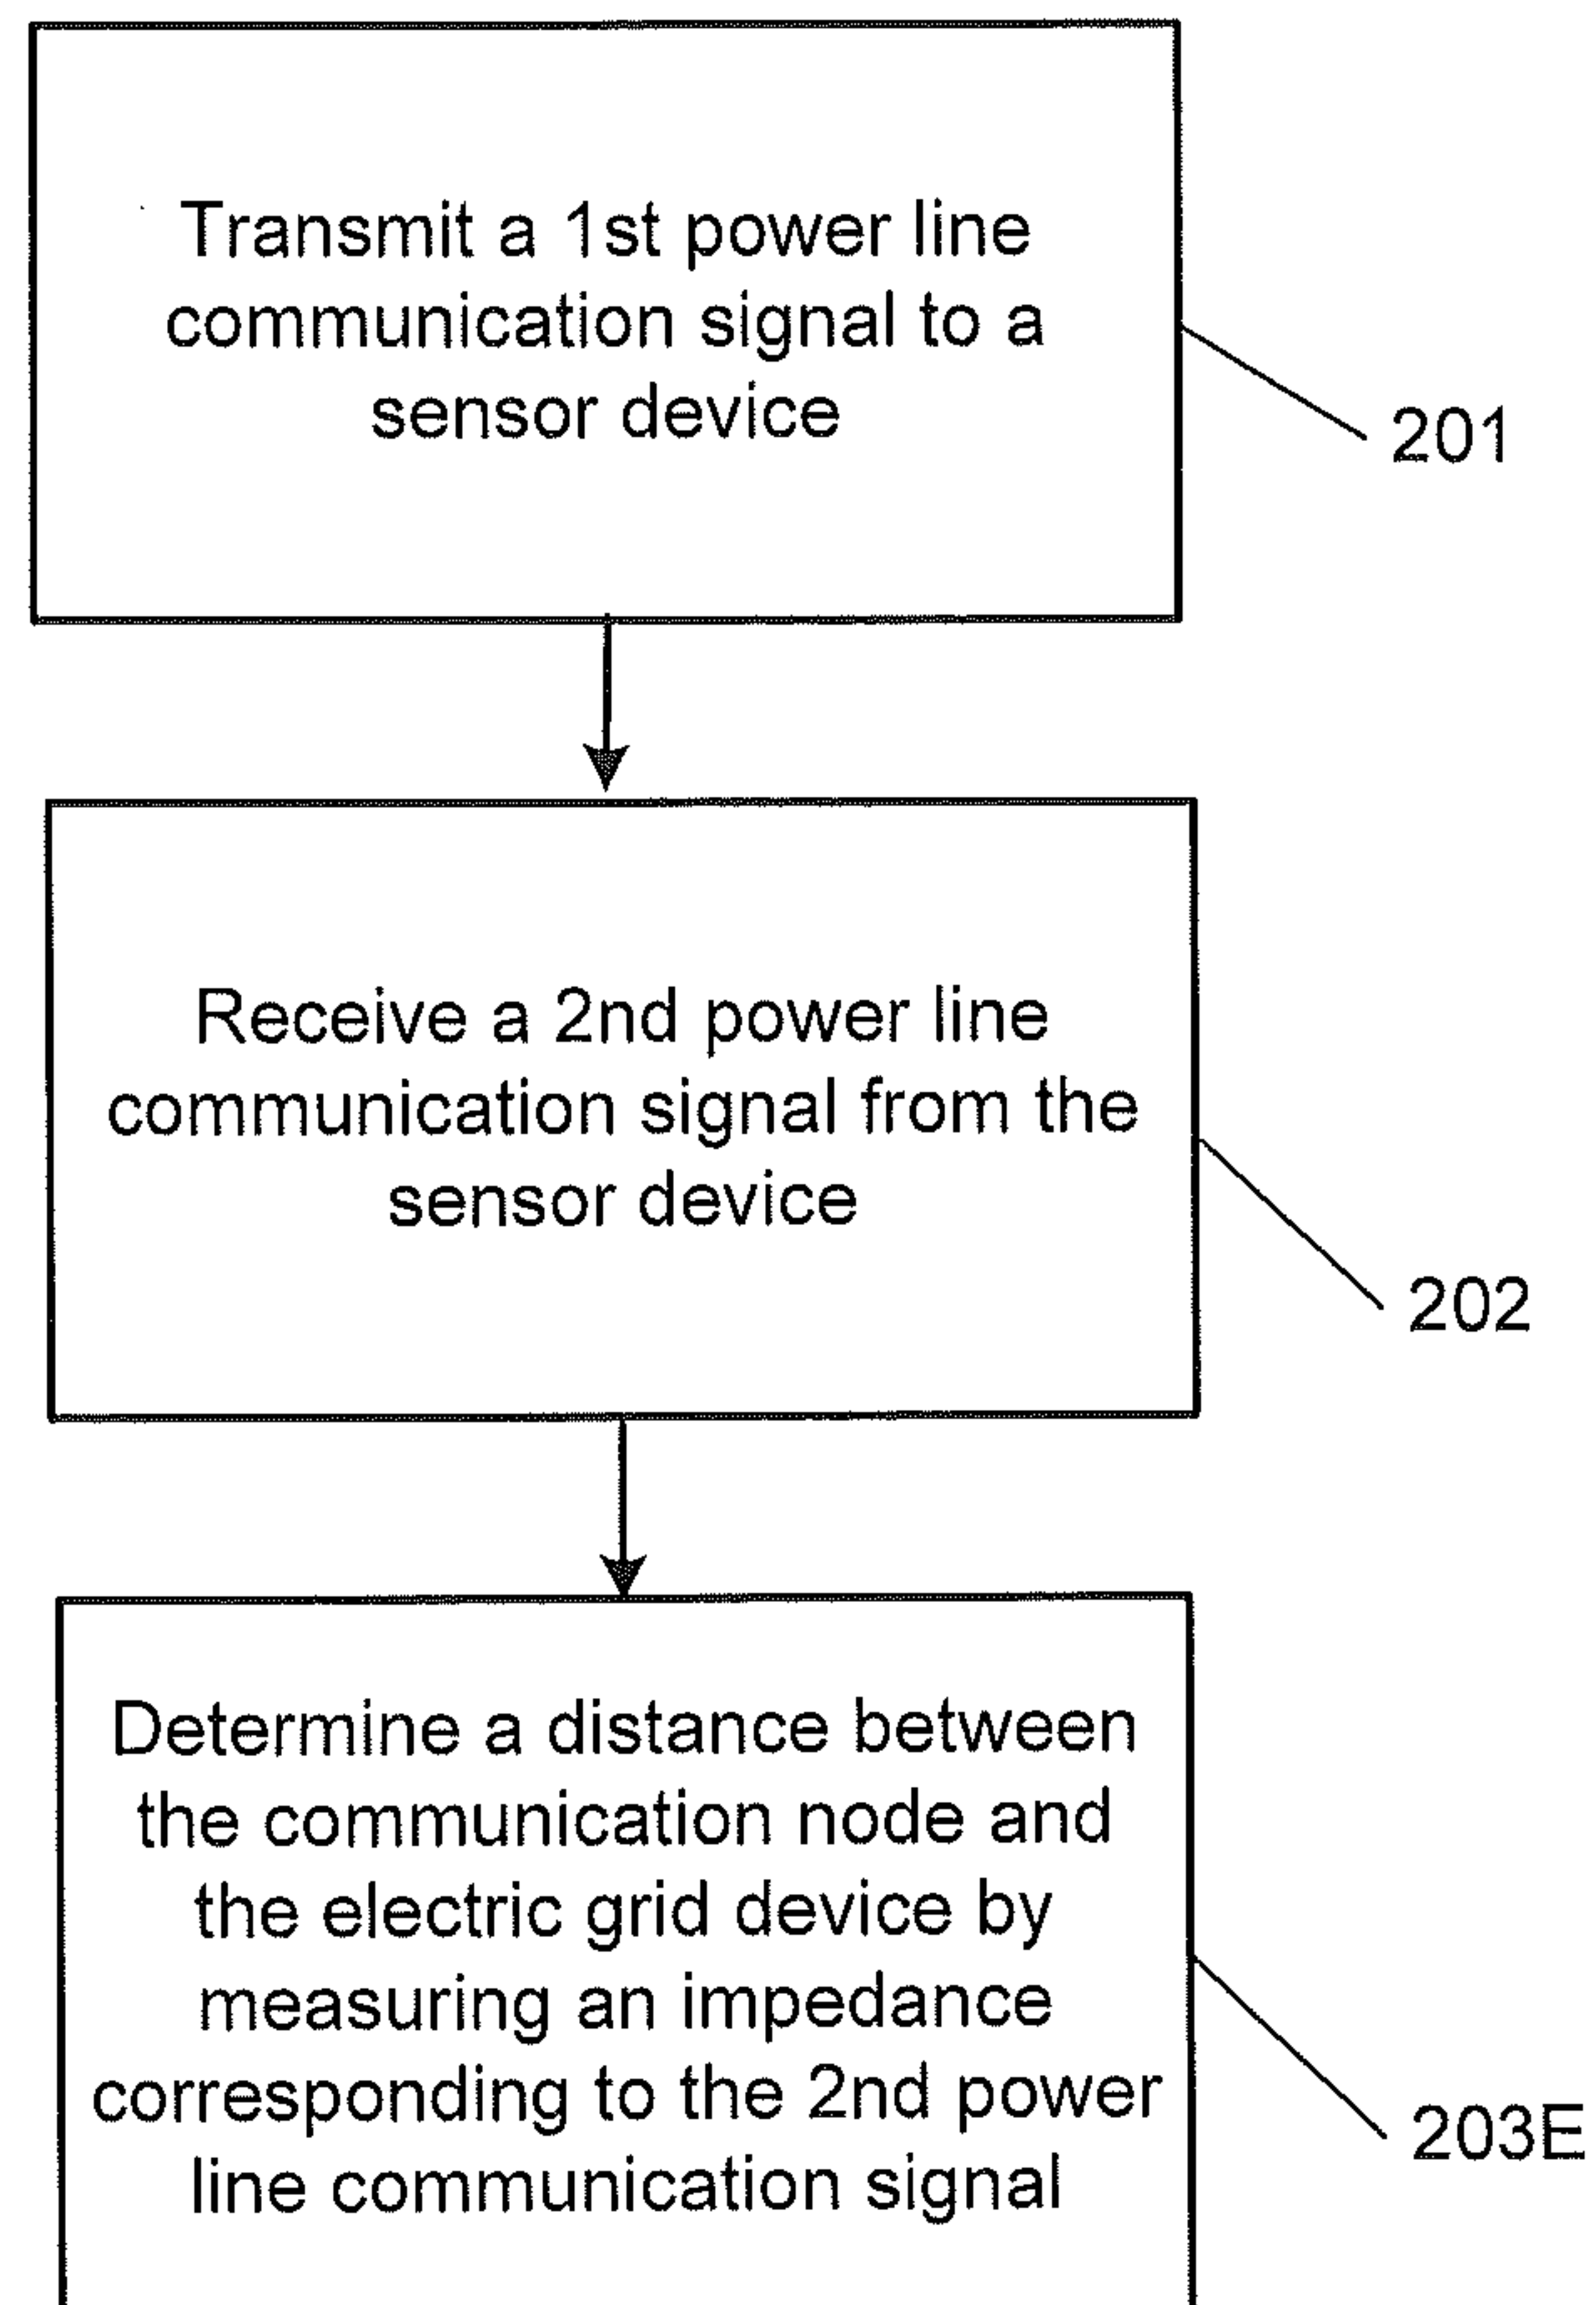 Transmit a 1st power line
communication signal to a
sensor device
201
Receive a 2nd power line
communication signal from the
sensor device
202
Determine a distance between
the communication node and
the electric grid device by
measuring an impedance
corresponding to the 2nd power
line communication signal
203E